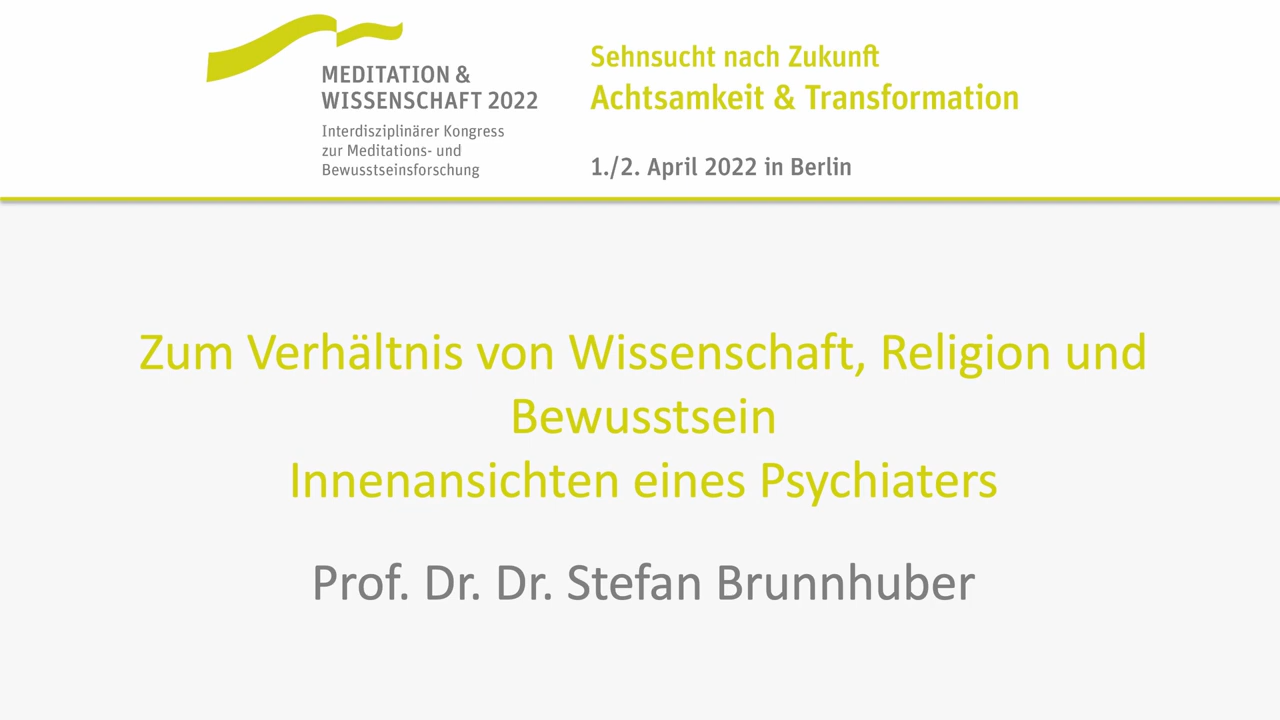 MEDITATION &
WISSENSCHAFT 2022
Interdisziplinärer Kongress
zur Meditations- und
Bewusstseinsforschung
Sehnsucht nach Zukunft
Achtsamkeit & Transformation
1./2. April 2022 in Berlin
Zum Verhältnis von Wissenschaft, Religion und
Bewusstsein
Innenansichten eines Psychiaters
Prof. Dr. Dr. Stefan Brunnhuber